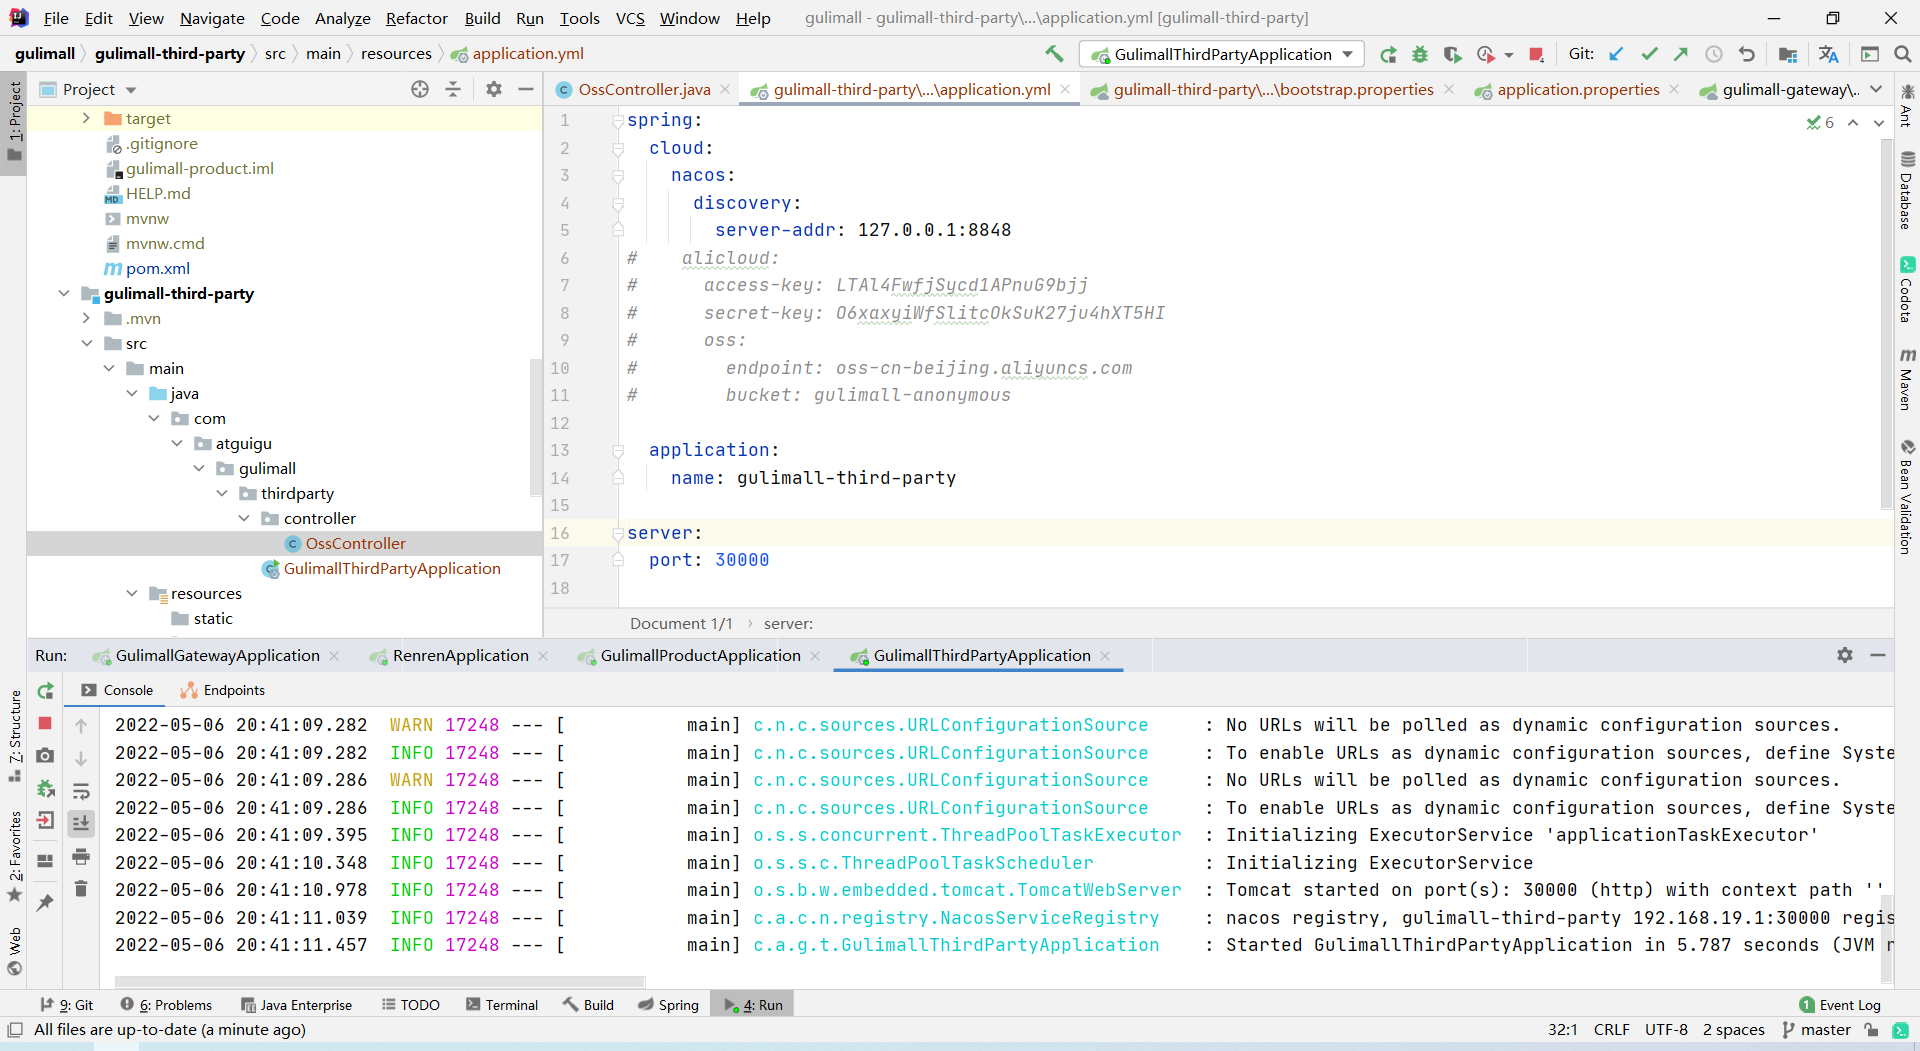 File Edit View Navigate Code Analyze Refactor Build Run Tools VCS Window Help gulimall - gulimall-third-party\...\application.yml [gulimall-third-party]
gulimall gulimall-third-party src main resources application.yml GulimallThirdPartyApplication Git:
Project
OssController.java gulimall-third-party\...\application.yml gulimall-third-party\...\bootstrap.properties application.properties gulimall-gateway\..
1: Project
target
.gitignore
gulimall-product.iml
HELP.md
mvnw
mvnw.cmd
pom.xml
gulimall-third-party
.mvn
src
main
java
com
atguigu
gulimall
thirdparty
controller
OssController
GulimallThirdPartyApplication
resources
static
1 spring:
2 cloud:
3 nacos:
4 discovery:
5 server-addr: 127.0.0.1:8848
6 # alicloud:
7 # access-key: LTAl4FwfjSycd1APnuG9bjj
8 # secret-key: O6xaxyiWfSlitcOkSuK27ju4hXT5HI
9 # oss:
10 # endpoint: oss-cn-beijing.aliyuncs.com
11 # bucket: gulimall-anonymous
12
13 application:
14 name: gulimall-third-party
15
16 server:
17 port: 30000
18
6
Document 1/1 › server:
Ant
Database
Codota
Maven
Bean Validation
Run: GulimallGatewayApplication RenrenApplication GulimallProductApplication GulimallThirdPartyApplication
Console Endpoints
2022-05-06 20:41:09.282 WARN 17248 --- [ main] c.n.c.sources.URLConfigurationSource : No URLs will be polled as dynamic configuration sources.
2022-05-06 20:41:09.282 INFO 17248 --- [ main] c.n.c.sources.URLConfigurationSource : To enable URLs as dynamic configuration sources, define Syste
2022-05-06 20:41:09.286 WARN 17248 --- [ main] c.n.c.sources.URLConfigurationSource : No URLs will be polled as dynamic configuration sources.
2022-05-06 20:41:09.286 INFO 17248 --- [ main] c.n.c.sources.URLConfigurationSource : To enable URLs as dynamic configuration sources, define Syste
2022-05-06 20:41:09.395 INFO 17248 --- [ main] o.s.s.concurrent.ThreadPoolTaskExecutor : Initializing ExecutorService 'applicationTaskExecutor'
2022-05-06 20:41:10.348 INFO 17248 --- [ main] o.s.s.c.ThreadPoolTaskScheduler : Initializing ExecutorService
2022-05-06 20:41:10.978 INFO 17248 --- [ main] o.s.b.w.embedded.tomcat.TomcatWebServer : Tomcat started on port(s): 30000 (http) with context path ''
2022-05-06 20:41:11.039 INFO 17248 --- [ main] c.a.c.n.registry.NacosServiceRegistry : nacos registry, gulimall-third-party 192.168.19.1:30000 regis
2022-05-06 20:41:11.457 INFO 17248 --- [ main] c.a.g.t.GulimallThirdPartyApplication : Started GulimallThirdPartyApplication in 5.787 seconds (JVM r
7: Structure
2: Favorites
Web
9: Git 6: Problems Java Enterprise TODO Terminal Build Spring 4: Run 1 Event Log
All files are up-to-date (a minute ago) 32:1 CRLF UTF-8 2 spaces master